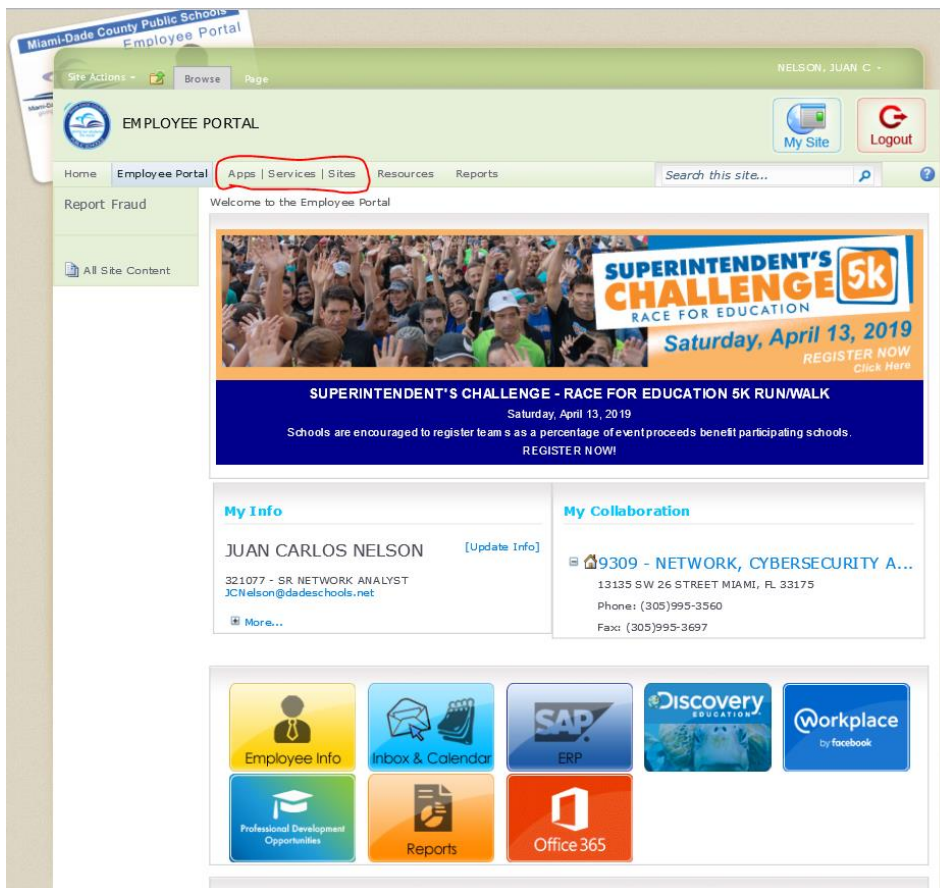 Miami-Dade County Public Schools
Employee Portal
Site Actions
Browse
Page
NELSON, JUAN C
EMPLOYEE PORTAL
My Site
Logout
Home
Employee Portal
Apps | Services | Sites
Resources
Reports
Search this site...
Report Fraud
All Site Content
Welcome to the Employee Portal
SUPERINTENDENT'S
CHALLENGE 5K
RACE FOR EDUCATION
Saturday, April 13, 2019
REGISTER NOW
Click Here
SUPERINTENDENT'S CHALLENGE - RACE FOR EDUCATION 5K RUN/WALK
Saturday, April 13, 2019
Schools are encouraged to register team s as a percentage of event proceeds benefit participating schools.
REGISTER NOW!
My Info
JUAN CARLOS NELSON
[Update Info]
321077 - SR NETWORK ANALYST
JCNelson@dadeschools.net
More...
My Collaboration
9309 - NETWORK, CYBERSECURITY A...
13135 SW 26 STREET MIAMI, FL 33175
Phone: (305)995-3560
Fax: (305)995-3697
Employee Info
Inbox & Calendar
SAP
ERP
Discovery
EDUCATION
Workplace
by facebook
Professional Development
Opportunities
Reports
Office 365